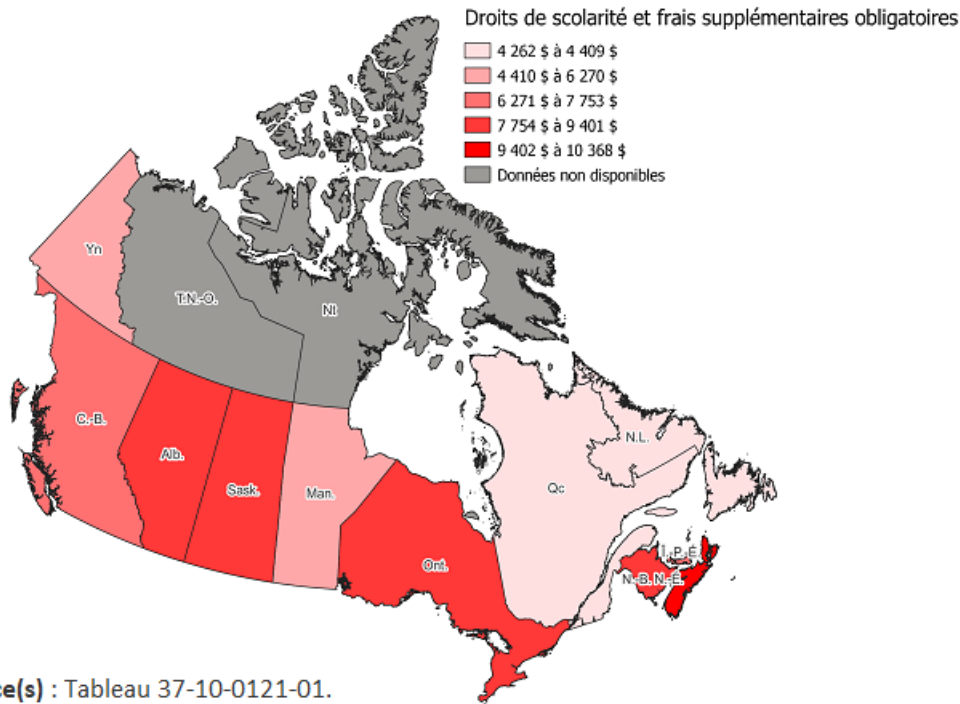 Droits de scolarité et frais supplémentaires obligatoires
4 262 $ à 4 409 $
4 410 $ à 6 270 $
6 271 $ à 7 753 $
7 754 $ à 9 401 $
9 402 $ à 10 368 $
Données non disponibles
Yn
T.N.-O.
Nt
C.-B.
Alb.
Sask.
Man.
Ont.
Qc
N.L.
Î.-P.-É.
N.-B. N.-É.
ce(s) : Tableau 37-10-0121-01.